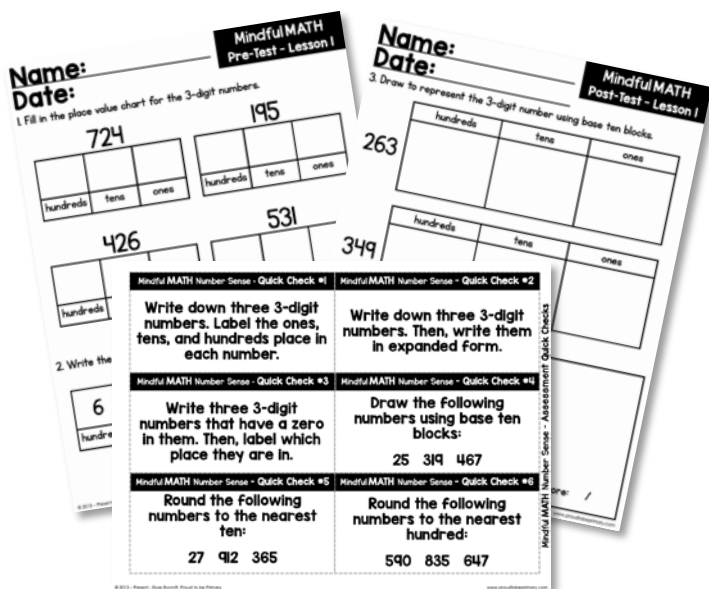 Name:
Date:
Mindful MATH
Pre-Test - Lesson 1
1. Fill in the place value chart for the 3-digit numbers.
724
195
hundreds tens ones
hundreds tens ones
426
531
hundreds
2. Write the
6
Name:
Date:
Mindful MATH
Post-Test - Lesson 1
3. Draw to represent the 3-digit number using base ten blocks.
263
hundreds tens ones
349
hundreds tens ones
Mindful MATH Number Sense - Quick Check #1
Write down three 3-digit
numbers. Label the ones,
tens, and hundreds place in
each number.
Mindful MATH Number Sense - Quick Check #2
Write down three 3-digit
numbers. Then, write them
in expanded form.
Mindful MATH Number Sense - Quick Check #3
Write three 3-digit
numbers that have a zero
in them. Then, label which
place they are in.
Mindful MATH Number Sense - Quick Check #4
Draw the following
numbers using base ten
blocks:
25 319 467
Mindful MATH Number Sense - Quick Check #5
Round the following
numbers to the nearest
ten:
27 912 365
Mindful MATH Number Sense - Quick Check #6
Round the following
numbers to the nearest
hundred:
590 835 647
Mindful MATH Number Sense - Assessment Quick Checks
www.proudtobeprimary.com